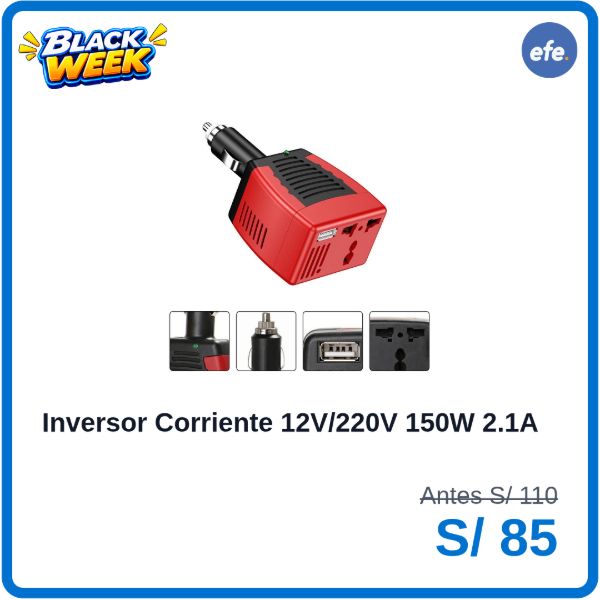 BLACK
WEEK
efe.
Inversor Corriente 12V/220V 150W 2.1A
Antes S/ 110
S/ 85